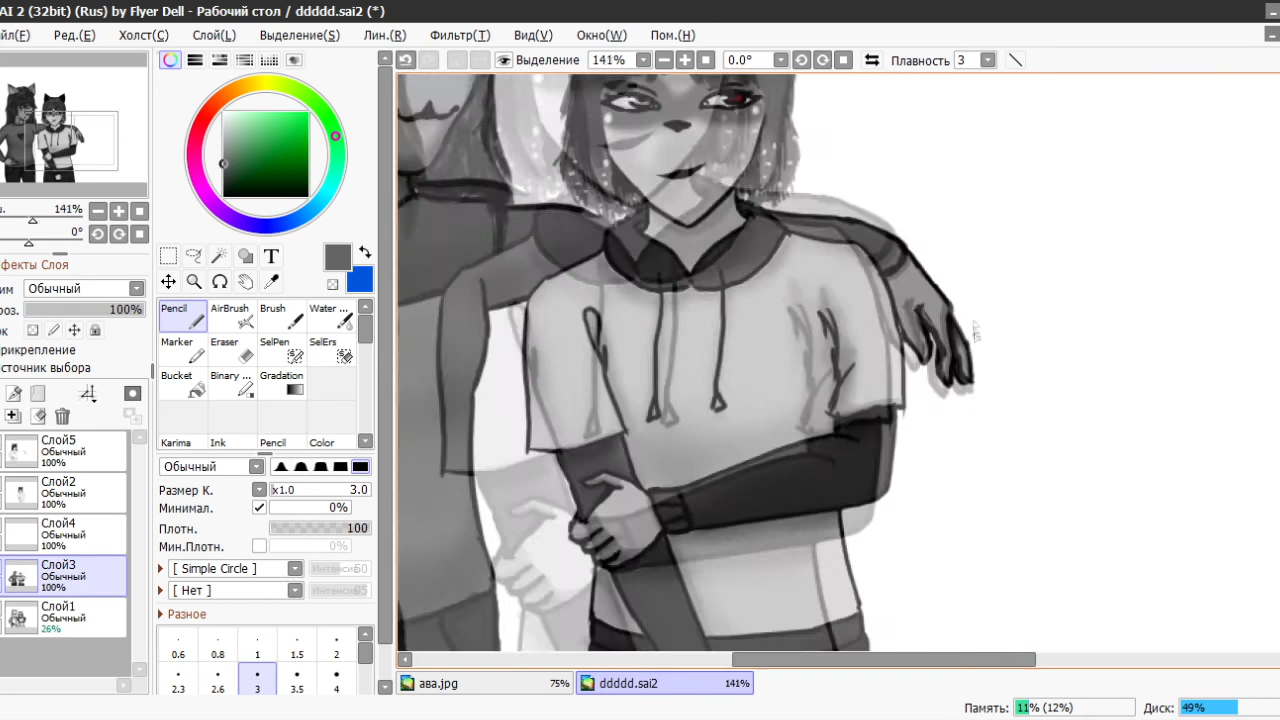 AI 2 (32bit) (Rus) by Flyer Dell - Рабочий стол / ddddd.sai2 (*)
йл(F) Ред.(E) Холст(C) Слой(L) Выделение(S) Лин.(R) Фильтр(T) Вид(V) Окно(W) Пом.(H)
Выделение 141% 0.0° Плавность 3
141%
0°
фекты Слоя
Обычный
100%
Прикрепление
источник выбора
Слой5
Обычный
100%
Слой2
Обычный
100%
Слой4
Обычный
100%
Слой3
Обычный
100%
Слой1
Обычный
26%
T
Pencil AirBrush Brush Water ...
Marker Eraser SelPen SelErs
Bucket Binary ... Gradation
Karima Ink Pencil Color
Обычный
Размер К. x1.0 3.0
Минимал. 0%
Плотн. 100
Мин.Плотн. 0%
[ Simple Circle ]
[ Нет ]
Разное
0.6 0.8 1 1.5 2
2.3 2.6 3 3.5 4
ава.jpg 75% ddddd.sai2 141%
Память: 11% (12%) Диск: 49%